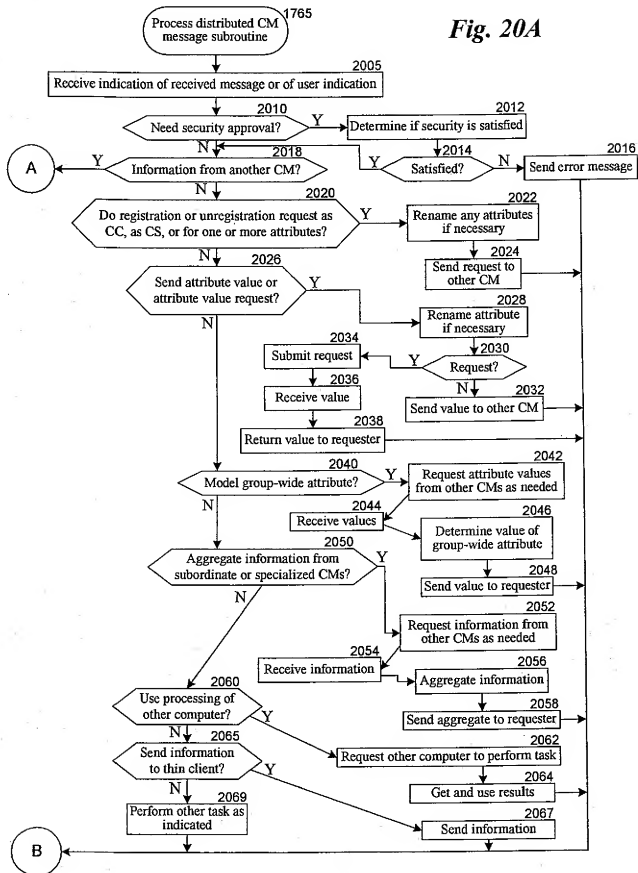 Fig. 20A
Process distributed CM
message subroutine
1765
2005
Receive indication of received message or of user indication
2010
Need security approval?
Y
N
2012
Determine if security is satisfied
2014
Satisfied?
Y
N
2016
Send error message
2018
Information from another CM?
Y
N
A
2020
Do registration or unregistration request as
CC, as CS, or for one or more attributes?
Y
N
2022
Rename any attributes
if necessary
2024
Send request to
other CM
2026
Send attribute value or
attribute value request?
Y
N
2028
Rename attribute
if necessary
2030
Request?
Y
N
2034
Submit request
2036
Receive value
2032
Send value to other CM
2038
Return value to requester
2040
Model group-wide attribute?
Y
N
2042
Request attribute values
from other CMs as needed
2044
Receive values
2046
Determine value of
group-wide attribute
2048
Send value to requester
2050
Aggregate information from
subordinate or specialized CMs?
Y
N
2052
Request information from
other CMs as needed
2054
Receive information
2056
Aggregate information
2058
Send aggregate to requester
2060
Use processing of
other computer?
Y
N
2062
Request other computer to perform task
2064
Get and use results
2065
Send information
to thin client?
Y
N
2067
Send information
2069
Perform other task as
indicated
B